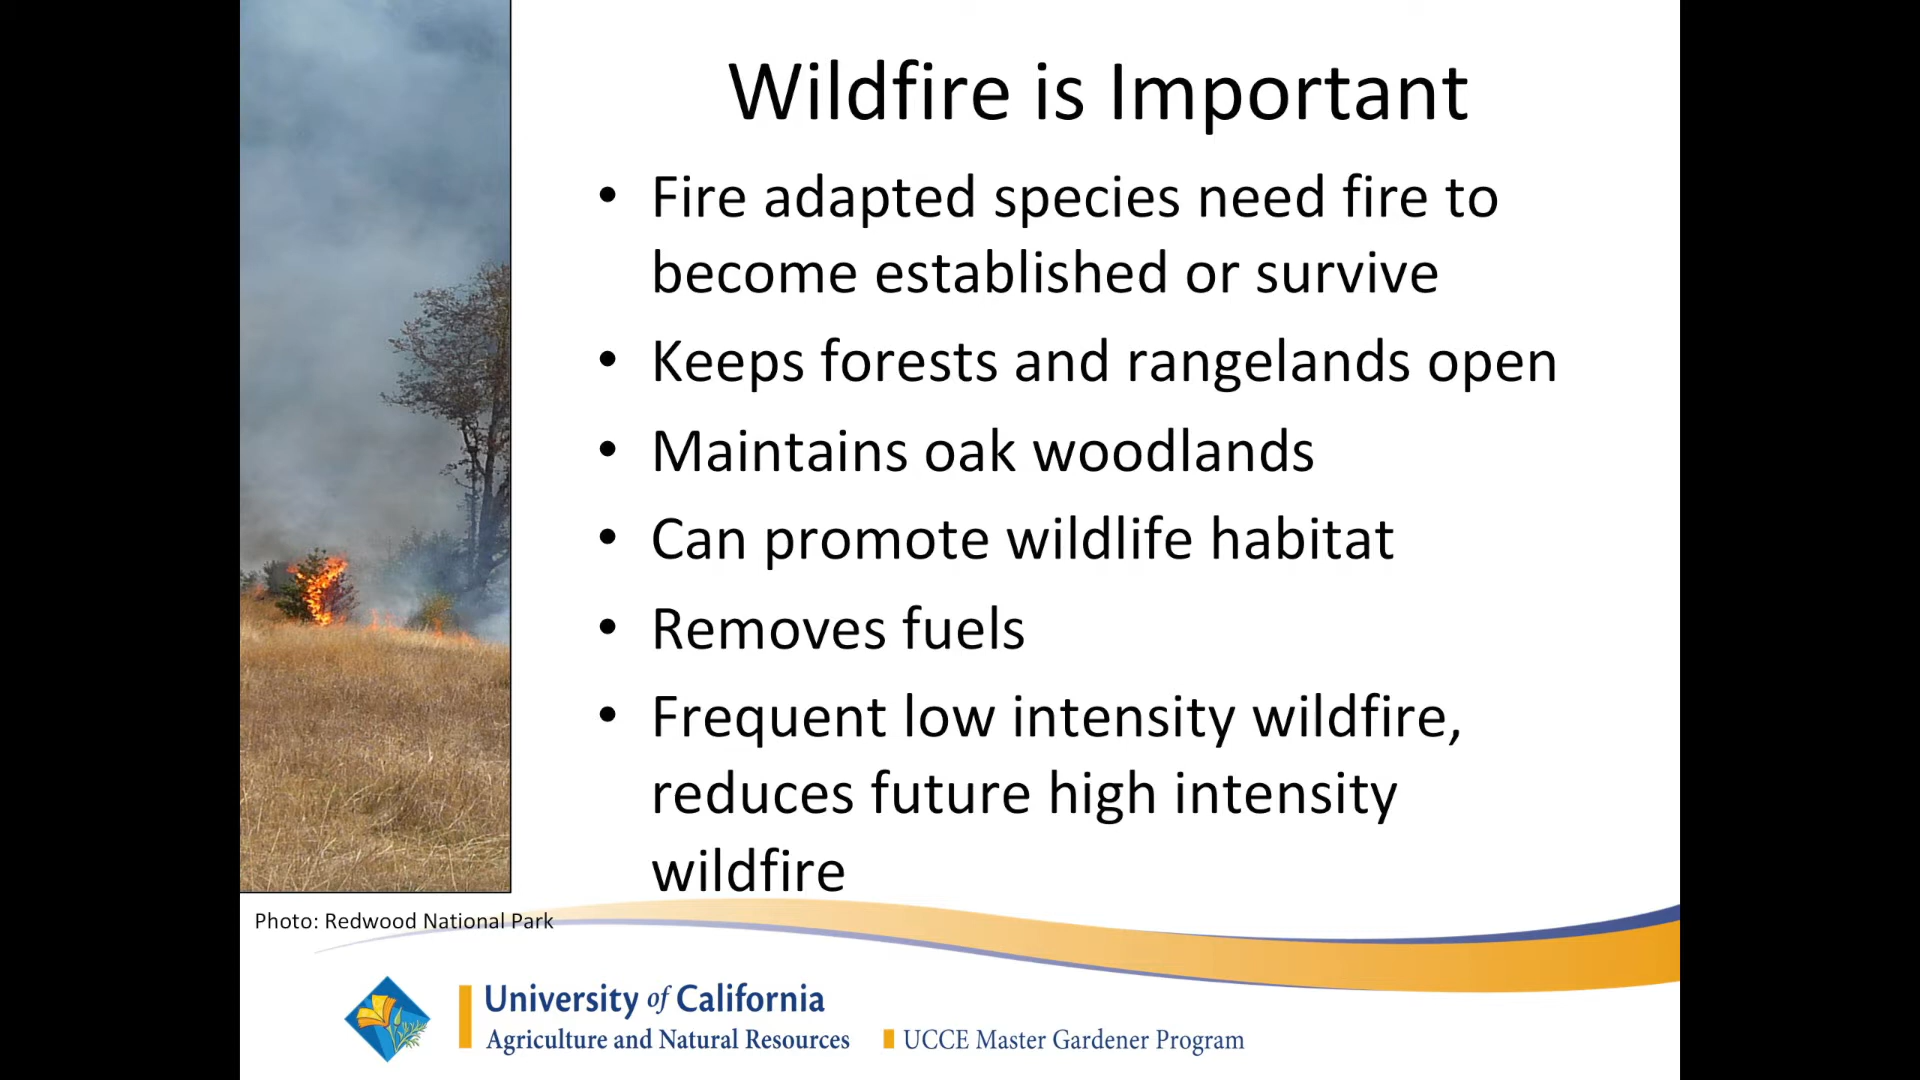 Wildfire is Important
• Fire adapted species need fire to
become established or survive
• Keeps forests and rangelands open
• Maintains oak woodlands
• Can promote wildlife habitat
• Removes fuels
• Frequent low intensity wildfire,
reduces future high intensity
wildfire
Photo: Redwood National Park
University of California
Agriculture and Natural Resources
UCCE Master Gardener Program